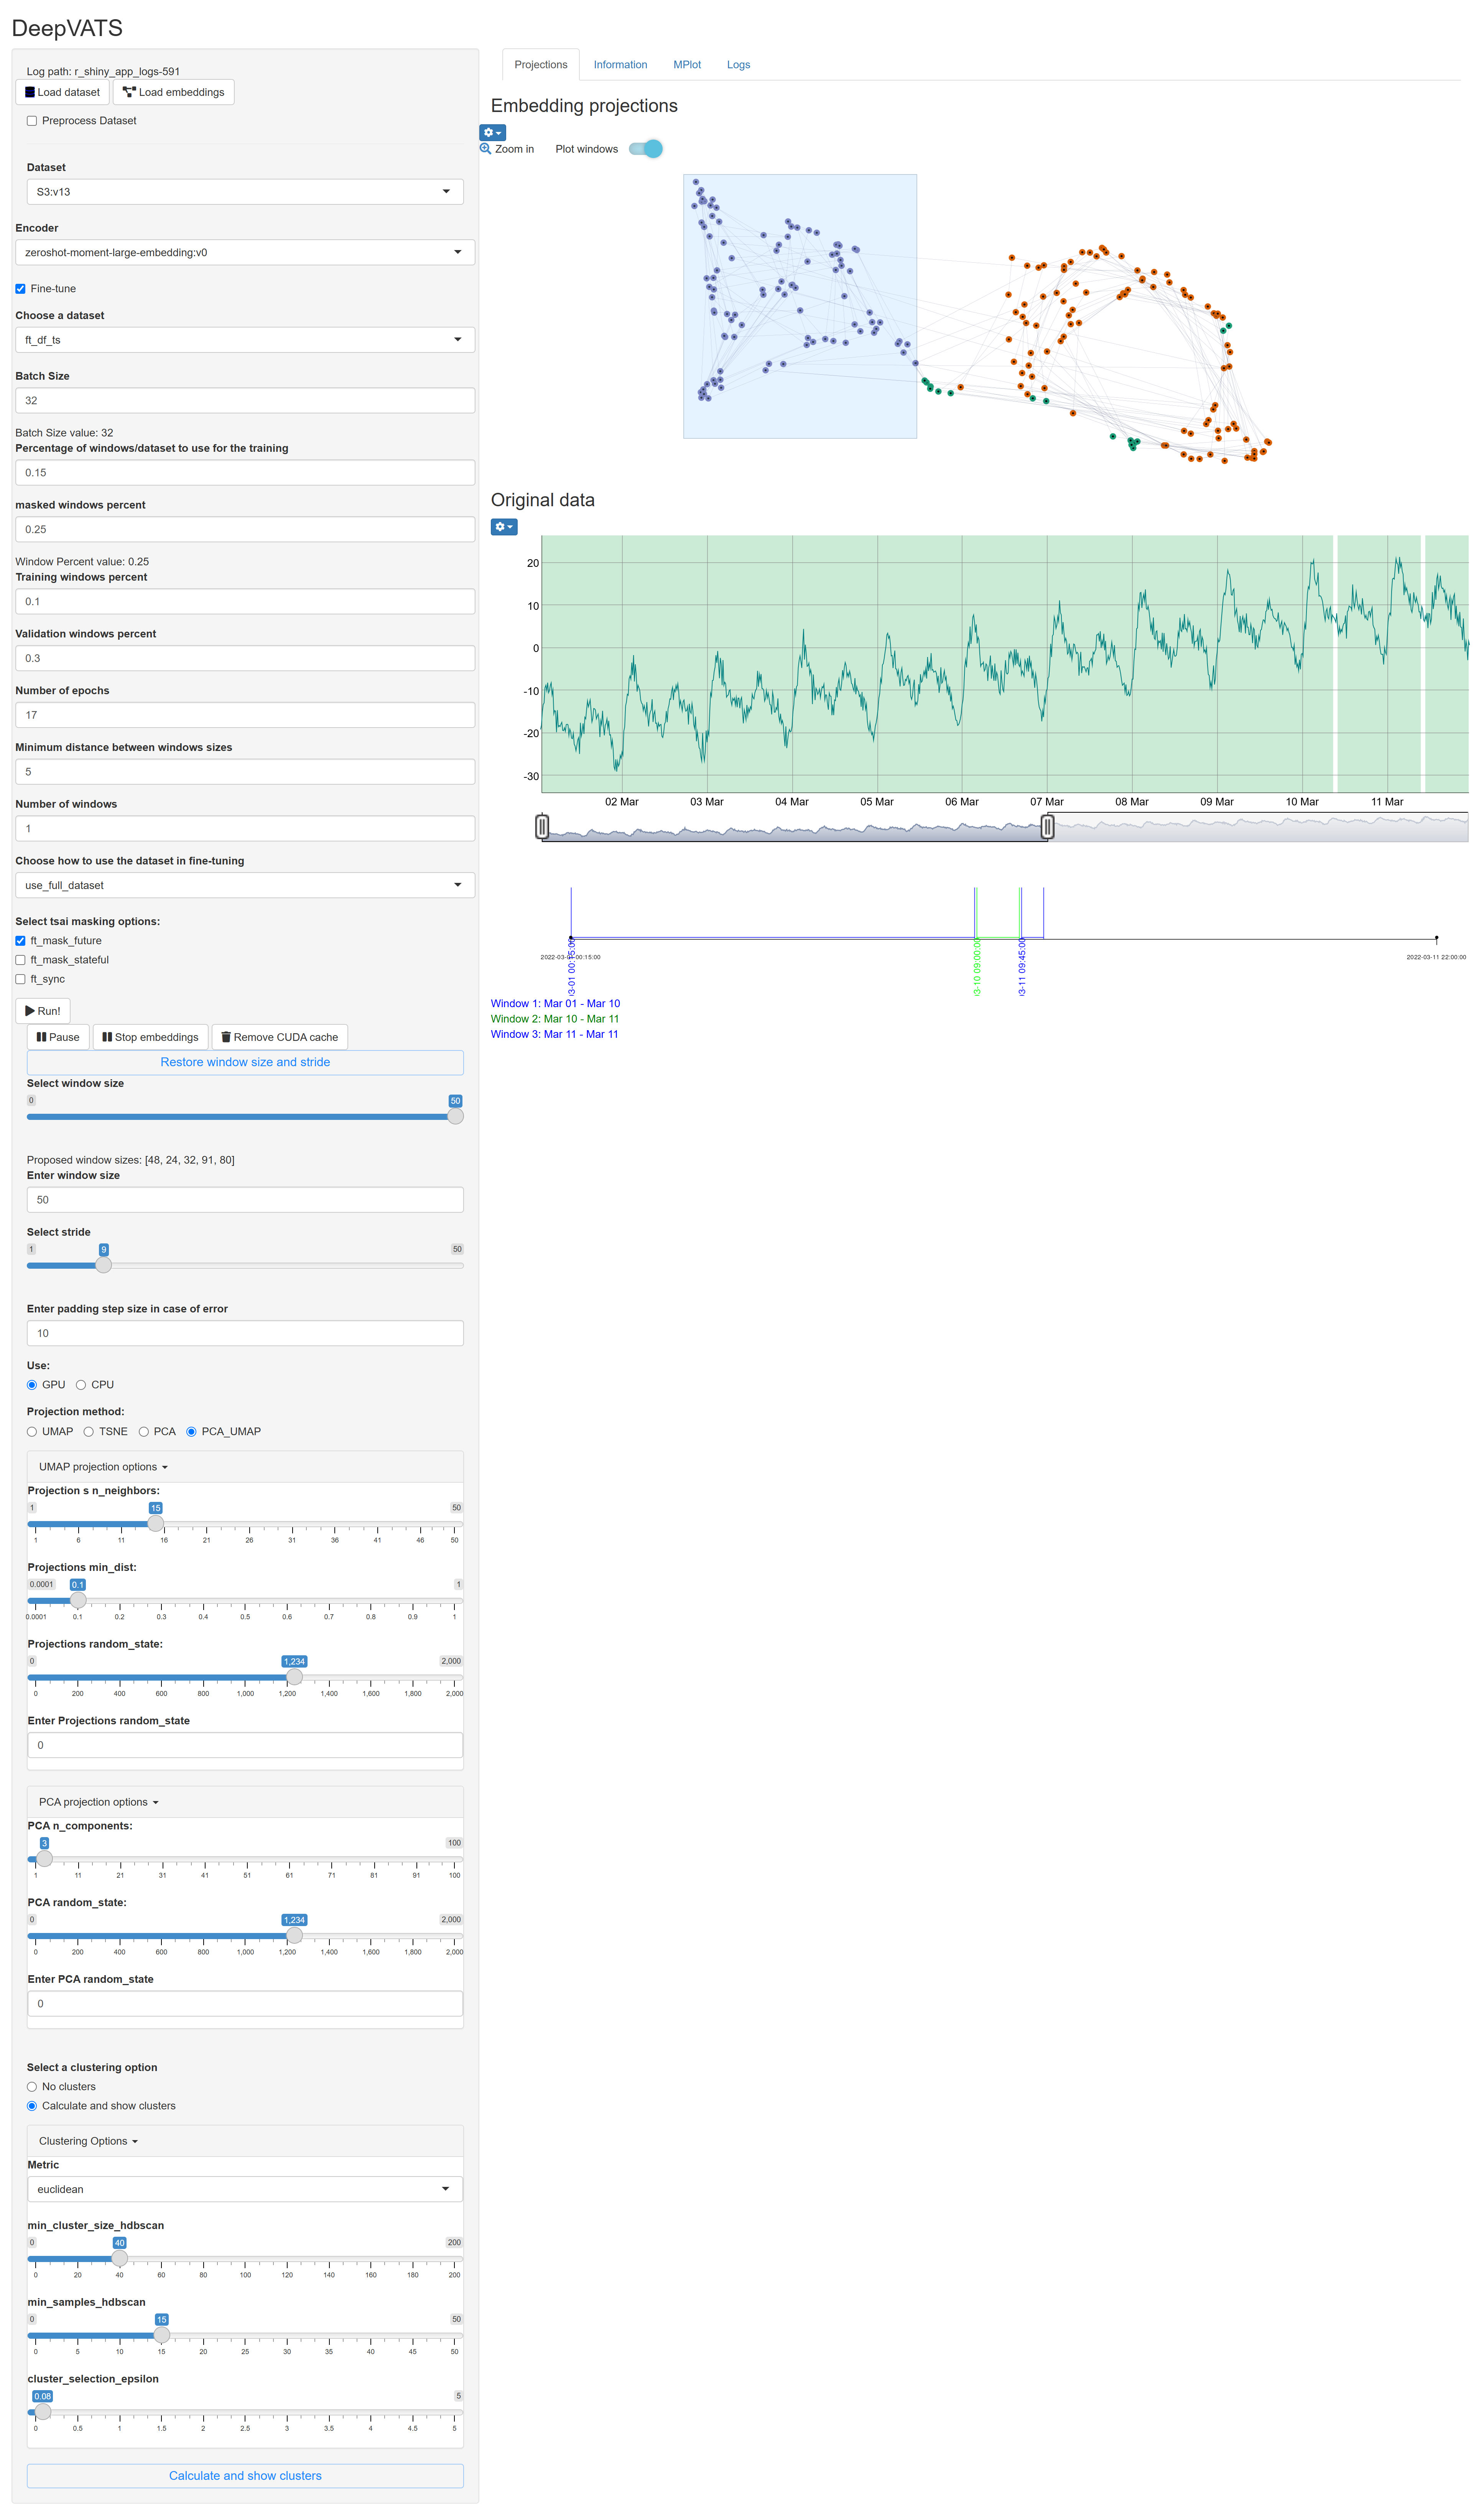 DeepVATS
Log path: r_shiny_app_logs-591
Load dataset
Load embeddings
Preprocess Dataset
Dataset
S3:v13
Encoder
zeroshot-moment-large-embedding:v0
Fine-tune
Choose a dataset
ft_df_ts
Batch Size
32
Batch Size value: 32
Percentage of windows/dataset to use for the training
0.15
masked windows percent
0.25
Window Percent value: 0.25
Training windows percent
0.1
Validation windows percent
0.3
Number of epochs
17
Minimum distance between windows sizes
5
Number of windows
1
Choose how to use the dataset in fine-tuning
use_full_dataset
Select tsai masking options:
ft_mask_future
ft_mask_stateful
ft_sync
Run!
Pause
Stop embeddings
Remove CUDA cache
Restore window size and stride
Select window size
0 50
Proposed window sizes: [48, 24, 32, 91, 80]
Enter window size
50
Select stride
1 9 50
Enter padding step size in case of error
10
Use:
GPU CPU
Projection method:
UMAP TSNE PCA PCA_UMAP
UMAP projection options
Projection s n_neighbors:
1 15 50
1 6 11 16 21 26 31 36 41 46 50
Projections min_dist:
0.0001 0.1 1
0.0001 0.1 0.2 0.3 0.4 0.5 0.6 0.7 0.8 0.9 1
Projections random_state:
0 1,234 2,000
0 200 400 600 800 1,000 1,200 1,400 1,600 1,800 2,000
Enter Projections random_state
0
PCA projection options
PCA n_components:
3 100
1 11 21 31 41 51 61 71 81 91 100
PCA random_state:
0 1,234 2,000
0 200 400 600 800 1,000 1,200 1,400 1,600 1,800 2,000
Enter PCA random_state
0
Select a clustering option
No clusters
Calculate and show clusters
Clustering Options
Metric
euclidean
min_cluster_size_hdbscan
0 40 200
0 20 40 60 80 100 120 140 160 180 200
min_samples_hdbscan
0 15 50
0 5 10 15 20 25 30 35 40 45 50
cluster_selection_epsilon
0.08 5
0 0.5 1 1.5 2 2.5 3 3.5 4 4.5 5
Calculate and show clusters
Projections Information MPlot Logs
Embedding projections
Zoom in Plot windows
Original data
20
10
0
-10
-20
-30
02 Mar 03 Mar 04 Mar 05 Mar 06 Mar 07 Mar 08 Mar 09 Mar 10 Mar 11 Mar
2022-03-01 00:15:00
3-01 00:15:00
3-10 09:00:00
3-11 09:45:00
2022-03-11 22:00:00
Window 1: Mar 01 - Mar 10
Window 2: Mar 10 - Mar 11
Window 3: Mar 11 - Mar 11